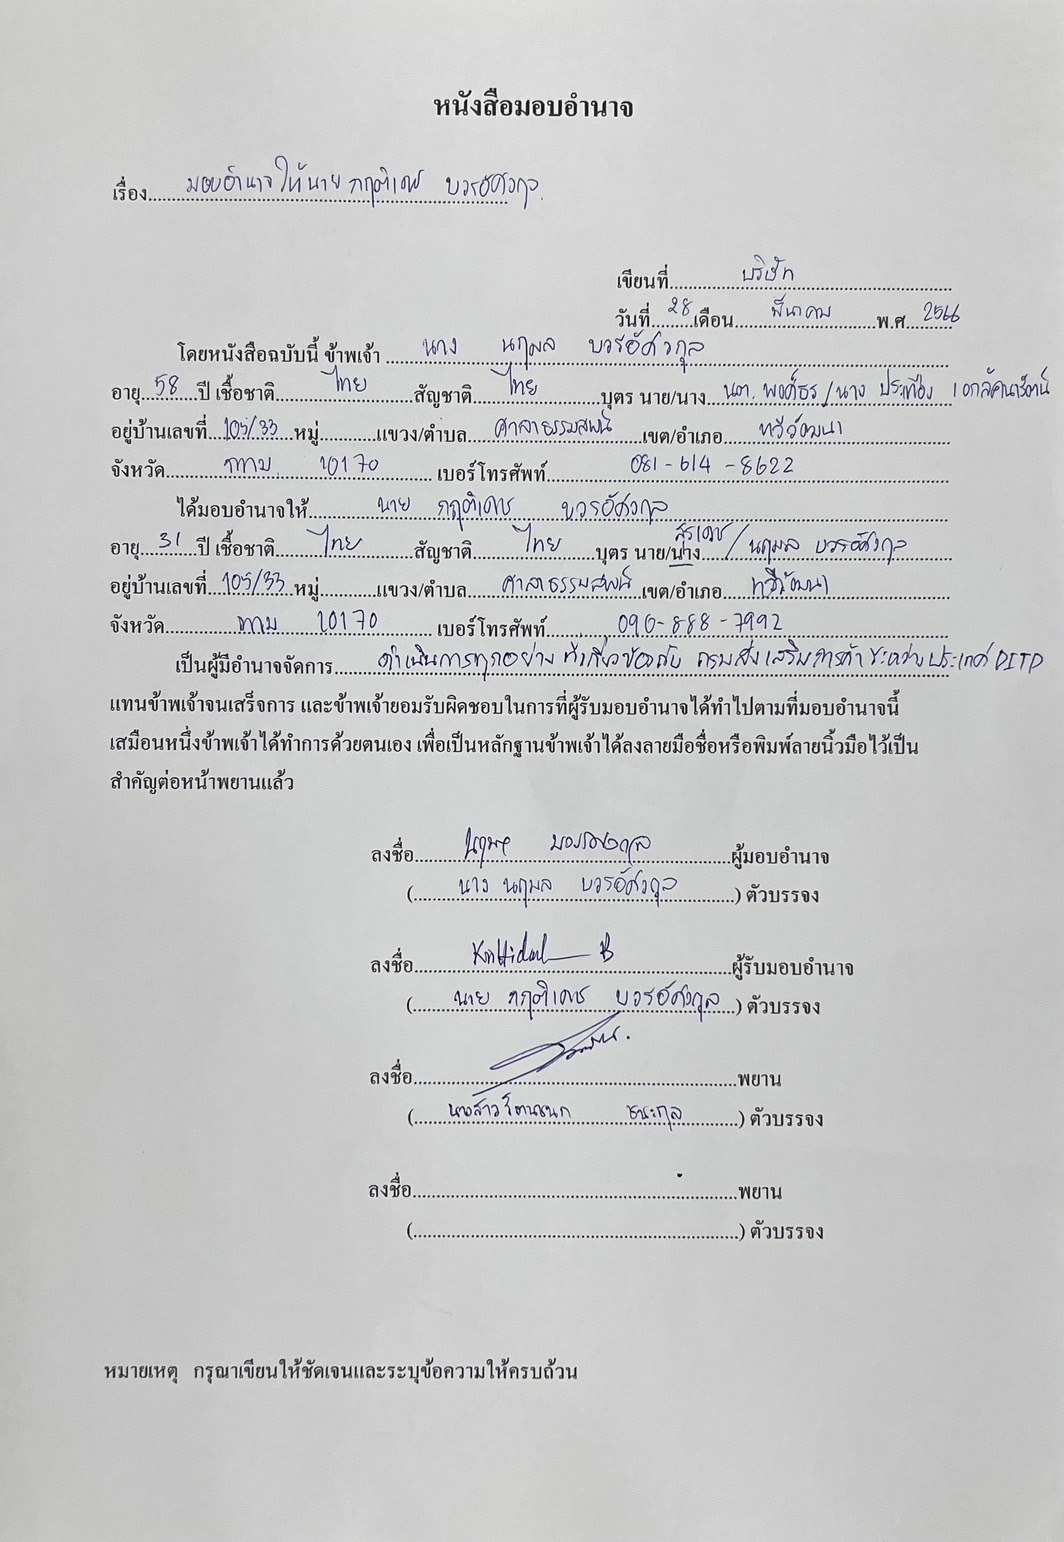 หนังสือมอบอำนาจ
เรื่อง มอบอำนาจให้นาย กฤติเดช บวรอัศวกุล
เขียนที่ บริษัท
วันที่ 28 เดือน มีนาคม พ.ศ. 2566
โดยหนังสือฉบับนี้ ข้าพเจ้า นาง นฤมล บวรอัศวกุล
อายุ 58 ปี เชื้อชาติ ไทย สัญชาติ ไทย บุตร นาย/นาง นต. พงศ์ธร / นาง ประเทือง
อยู่บ้านเลขที่ 105/33 หมู่ แขวง/ตำบล ศาลาธรรมสพน์ เขต/อำเภอ ทวีวัฒนา
จังหวัด กทม. 10170 เบอร์โทรศัพท์ 081-614-8622
ได้มอบอำนาจให้ นาย กฤติเดช บวรอัศวกุล
อายุ 31 ปี เชื้อชาติ ไทย สัญชาติ ไทย บุตร นาย/นาง สุรเดช / นฤมล บวรอัศวกุล
อยู่บ้านเลขที่ 105/33 หมู่ แขวง/ตำบล ศาลาธรรมสพน์ เขต/อำเภอ ทวีวัฒนา
จังหวัด กทม 10170 เบอร์โทรศัพท์ 090-888-7992
เป็นผู้มีอำนาจจัดการ ดำเนินการทุกอย่าง ที่เกี่ยวข้องกับ กรมส่งเสริมการค้าระหว่างประเทศ DITP
แทนข้าพเจ้าจนเสร็จการ และข้าพเจ้ายอมรับผิดชอบในการที่ผู้รับมอบอำนาจได้ทำไปตามที่มอบอำนาจนี้
เสมือนหนึ่งข้าพเจ้าได้ทำการด้วยตนเอง เพื่อเป็นหลักฐานข้าพเจ้าได้ลงลายมือชื่อหรือพิมพ์ลายนิ้วมือไว้เป็น
สำคัญต่อหน้าพยานแล้ว
ลงชื่อ นฤมล บวรอัศวกุล ผู้มอบอำนาจ
( นาง นฤมล บวรอัศวกุล ) ตัวบรรจง
ลงชื่อ Krittidech B ผู้รับมอบอำนาจ
( นาย กฤติเดช บวรอัศวกุล ) ตัวบรรจง
ลงชื่อ พยาน
( นางสาว ธนะกุล ) ตัวบรรจง
ลงชื่อ พยาน
( ) ตัวบรรจง
หมายเหตุ กรุณาเขียนให้ชัดเจนและระบุข้อความให้ครบถ้วน